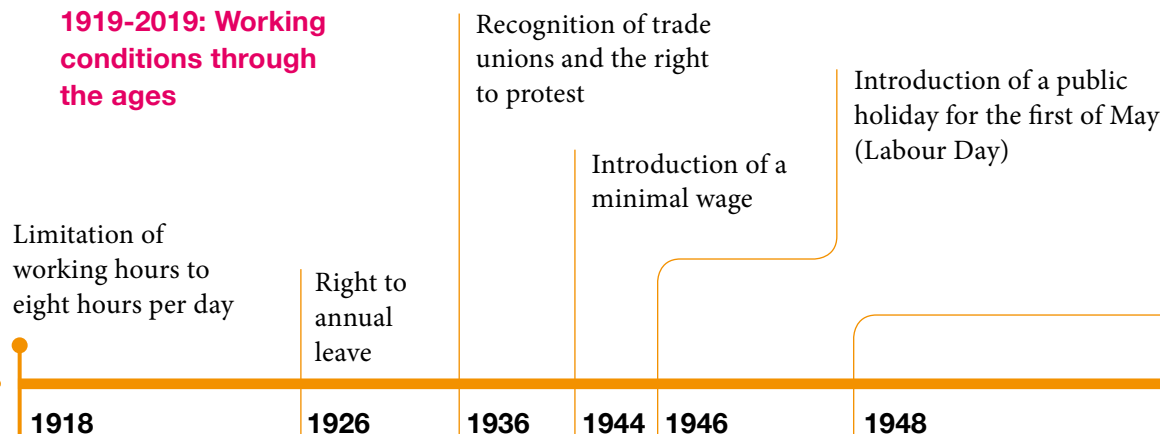 1919-2019: Working
conditions through
the ages
Limitation of
working hours to
eight hours per day
Right to
annual
leave
Recognition of trade
unions and the right
to protest
Introduction of a
minimal wage
Introduction of a public
holiday for the first of May
(Labour Day)
1918
1926
1936
1944
1946
1948